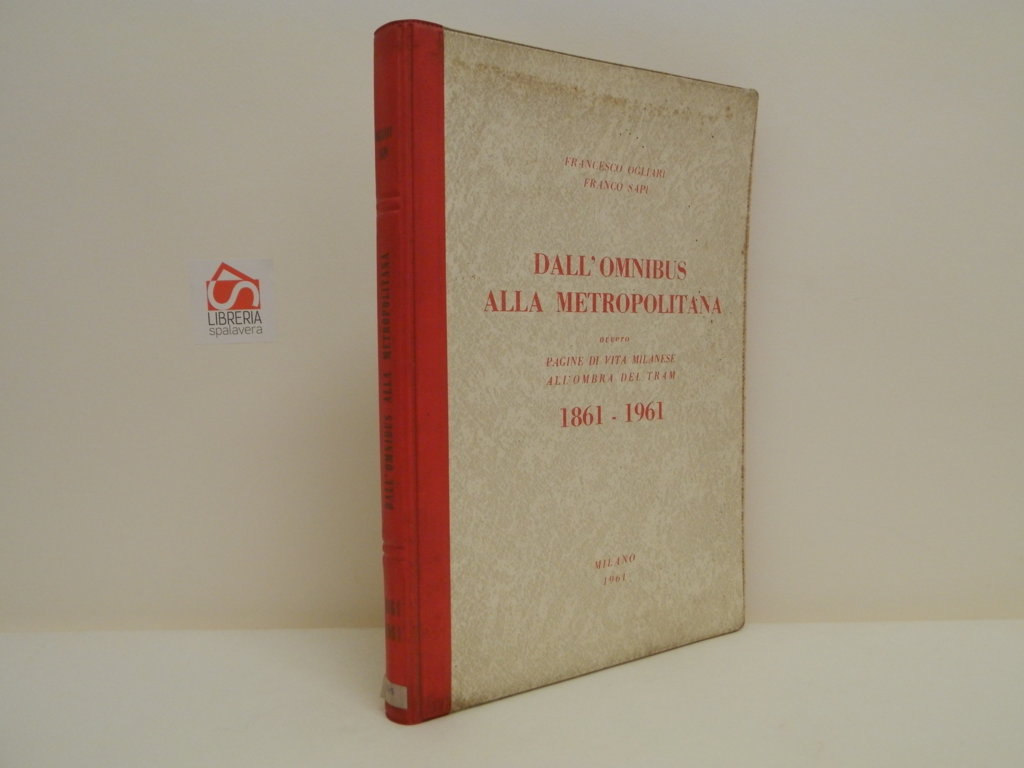 FRANCESCO OGLIARI
FRANCO SAPI
DALL'OMNIBUS
ALLA METROPOLITANA
ovvero
PAGINE DI VITA MILANESE
ALL'OMBRA DEL TRAM
1861 - 1961
MILANO
1961
DALL'OMNIBUS ALLA METROPOLITANA
LIBRERIA
spalavera